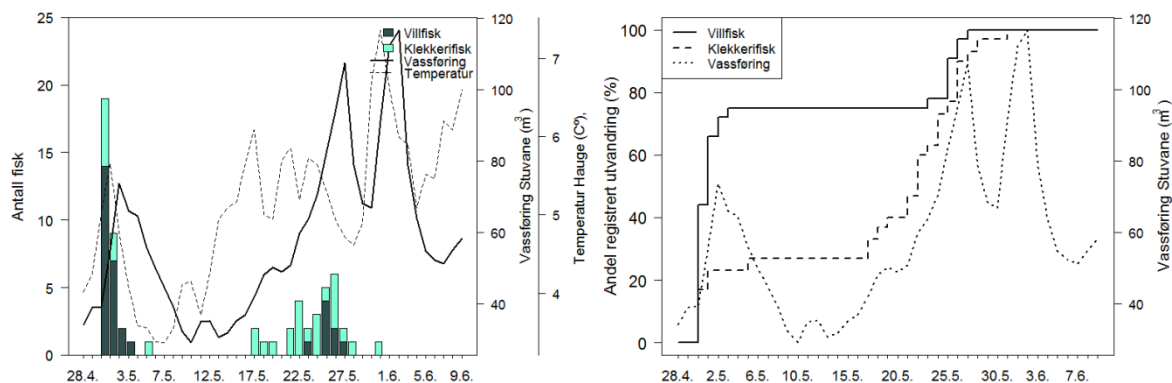 25
20
15
10
5
0
Antall fisk
Villfisk
Klekkerifisk
Vassføring
Temperatur
120
100
80
60
40
Vassføring Stuvane (m³)
7
6
5
4
Temperatur Hauge (Cº),
28.4. 3.5. 7.5. 12.5. 17.5. 22.5. 27.5. 1.6. 5.6. 9.6.
100
80
60
40
20
0
Andel registrert utvandring (%)
Villfisk
Klekkerifisk
Vassføring
120
100
80
60
40
Vassføring Stuvane (m³)
28.4. 2.5. 6.5. 10.5. 15.5. 20.5. 25.5. 30.5. 3.6. 7.6.